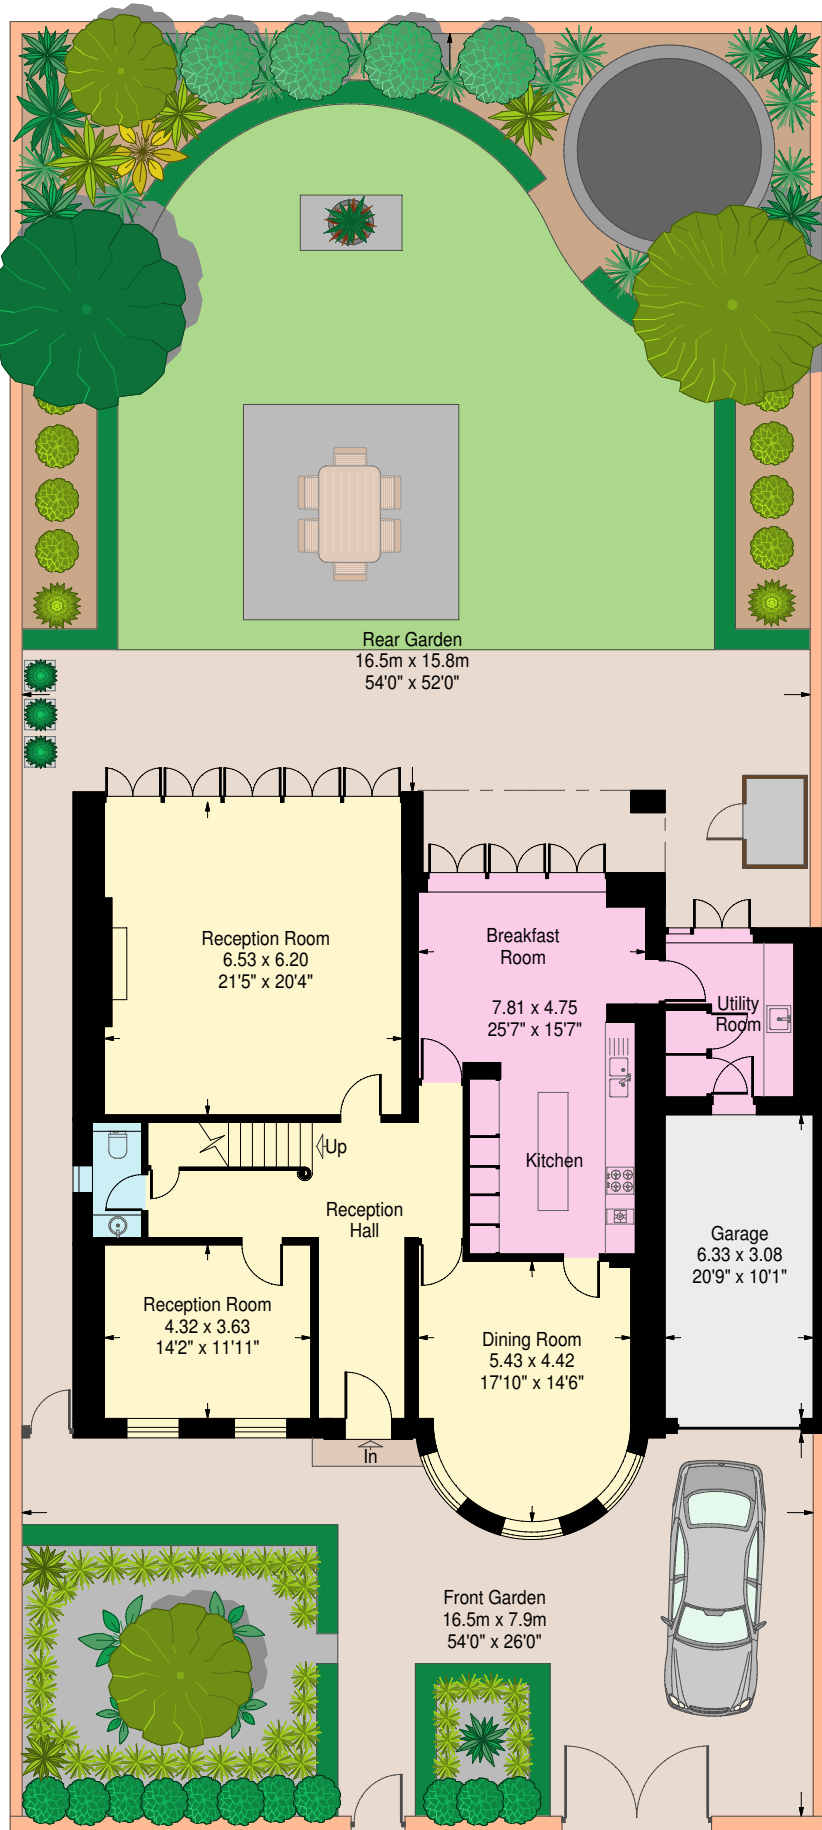 Rear Garden
16.5m x 15.8m
54'0" x 52'0"
Reception Room
6.53 x 6.20
21'5" x 20'4"
Breakfast
Room
7.81 x 4.75
25'7" x 15'7"
Utility
Room
Up
Kitchen
Reception
Hall
Garage
6.33 x 3.08
20'9" x 10'1"
Reception Room
4.32 x 3.63
14'2" x 11'11"
Dining Room
5.43 x 4.42
17'10" x 14'6"
In
Front Garden
16.5m x 7.9m
54'0" x 26'0"